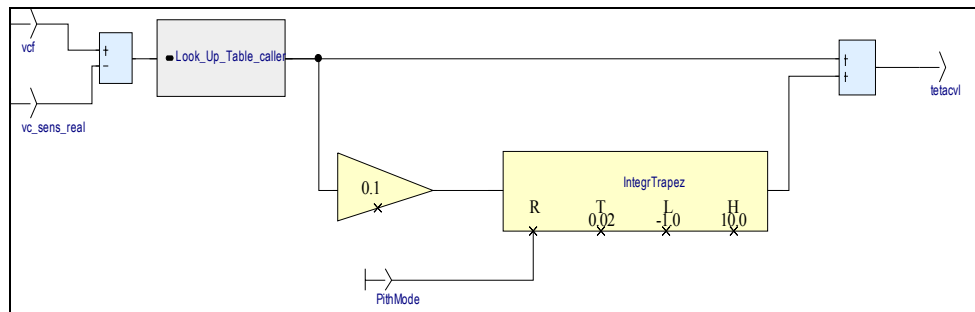 vcf
+
-
vc_sens_real
Look_Up_Table_caller
+
+
tetacvl
0.1
IntegrTrapez
R T L H
0.02 -1.0 10.0
PithMode